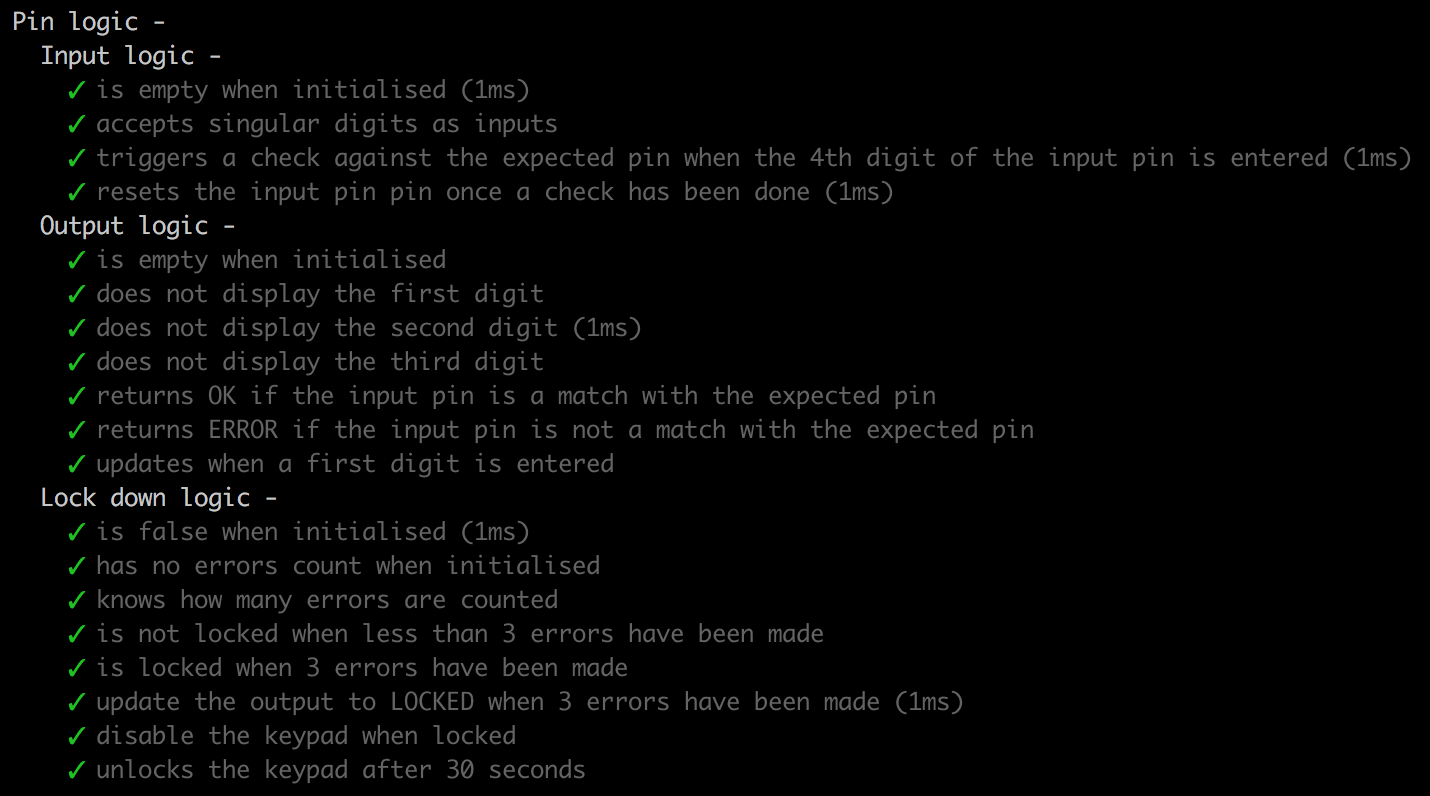 Pin logic -
Input logic -
✓ is empty when initialised (1ms)
✓ accepts singular digits as inputs
✓ triggers a check against the expected pin when the 4th digit of the input pin is entered (1ms)
✓ resets the input pin pin once a check has been done (1ms)
Output logic -
✓ is empty when initialised
✓ does not display the first digit
✓ does not display the second digit (1ms)
✓ does not display the third digit
✓ returns OK if the input pin is a match with the expected pin
✓ returns ERROR if the input pin is not a match with the expected pin
✓ updates when a first digit is entered
Lock down logic -
✓ is false when initialised (1ms)
✓ has no errors count when initialised
✓ knows how many errors are counted
✓ is not locked when less than 3 errors have been made
✓ is locked when 3 errors have been made
✓ update the output to LOCKED when 3 errors have been made (1ms)
✓ disable the keypad when locked
✓ unlocks the keypad after 30 seconds